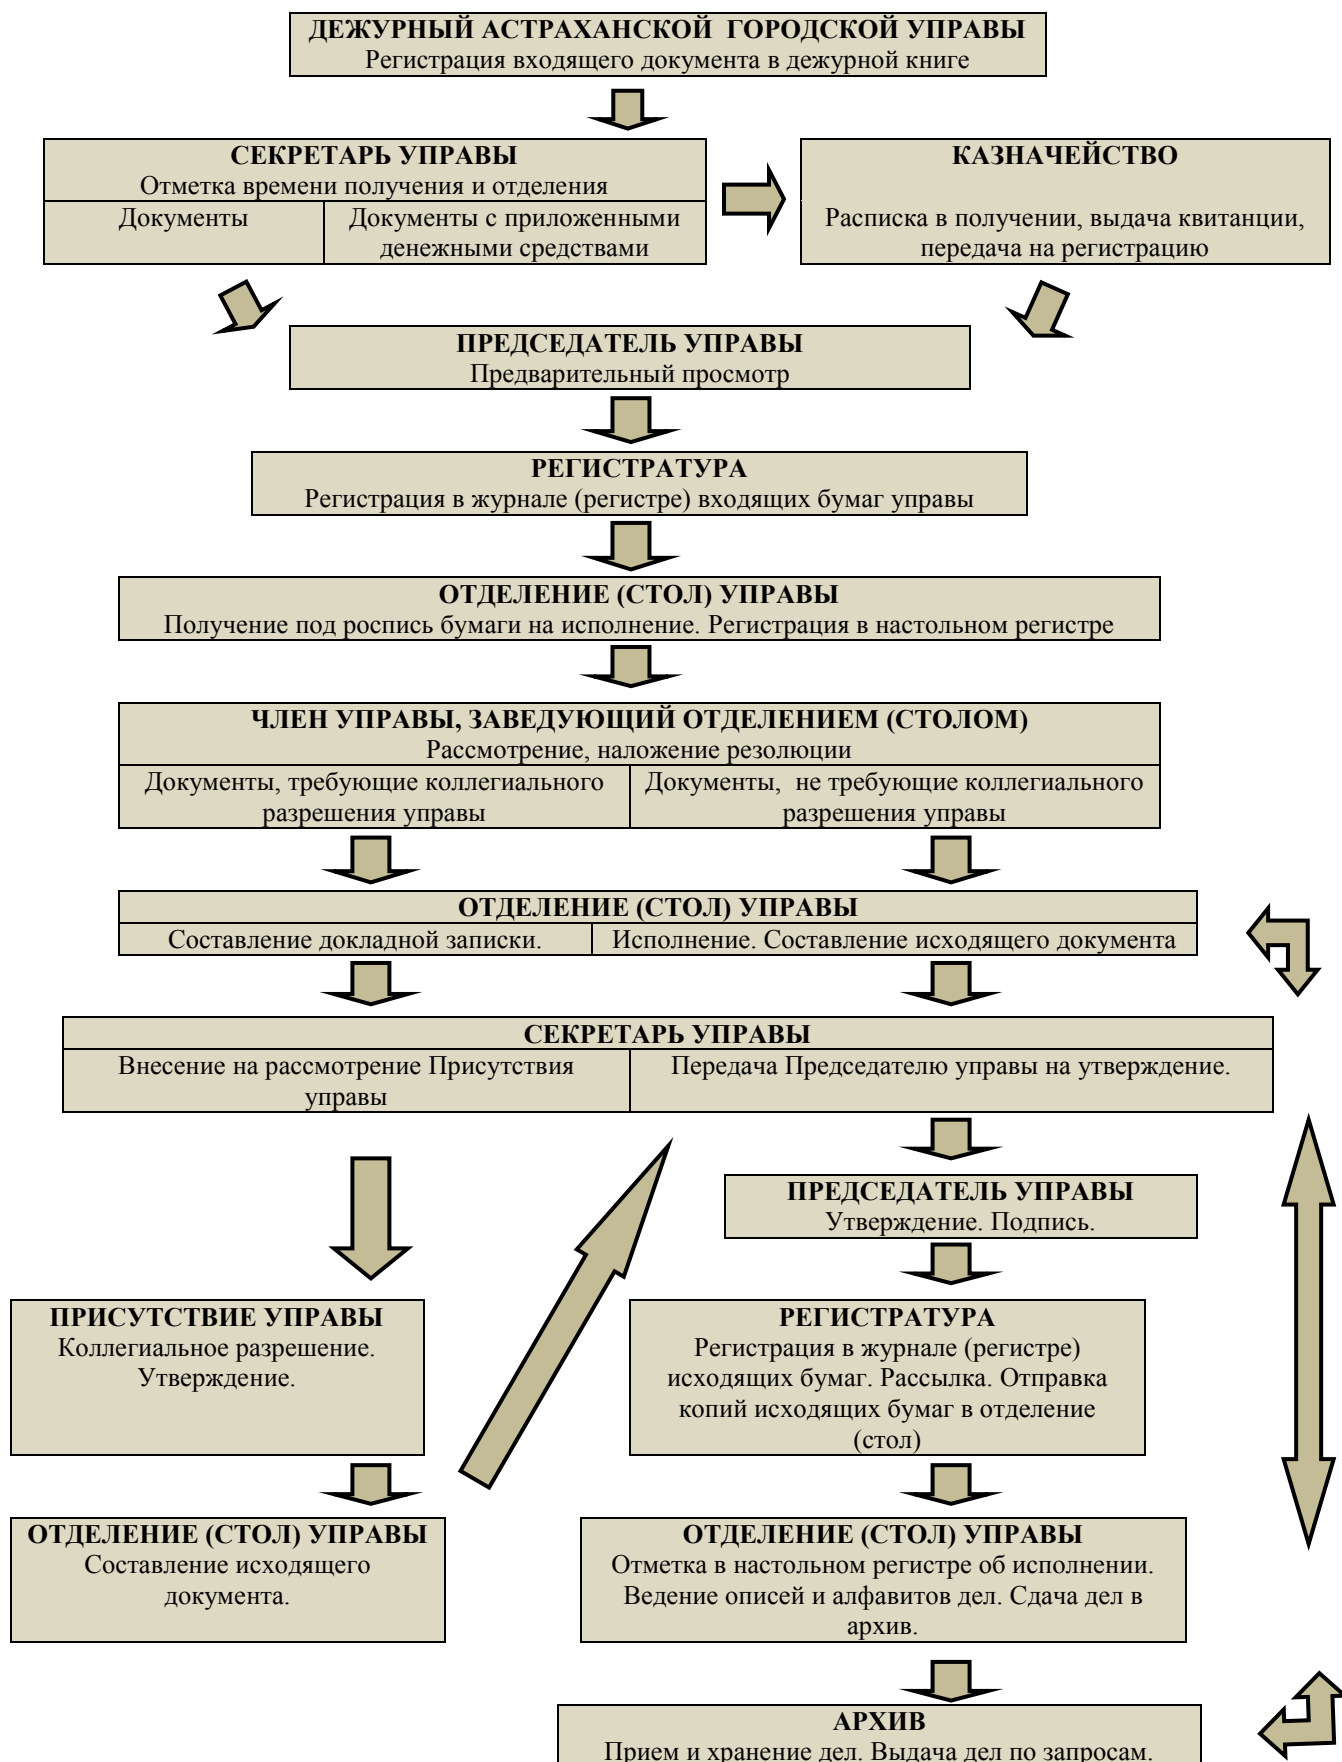 ДЕЖУРНЫЙ АСТРАХАНСКОЙ ГОРОДСКОЙ УПРАВЫ
Регистрация входящего документа в дежурной книге
СЕКРЕТАРЬ УПРАВЫ
Отметка времени получения и отделения
Документы
Документы с приложенными
денежными средствами
КАЗНАЧЕЙСТВО
Расписка в получении, выдача квитанции,
передача на регистрацию
ПРЕДСЕДАТЕЛЬ УПРАВЫ
Предварительный просмотр
РЕГИСТРАТУРА
Регистрация в журнале (регистре) входящих бумаг управы
ОТДЕЛЕНИЕ (СТОЛ) УПРАВЫ
Получение под роспись бумаги на исполнение. Регистрация в настольном регистре
ЧЛЕН УПРАВЫ, ЗАВЕДУЮЩИЙ ОТДЕЛЕНИЕМ (СТОЛОМ)
Рассмотрение, наложение резолюции
Документы, требующие коллегиального
разрешения управы
Документы, не требующие коллегиального
разрешения управы
ОТДЕЛЕНИЕ (СТОЛ) УПРАВЫ
Составление докладной записки.
Исполнение. Составление исходящего документа
СЕКРЕТАРЬ УПРАВЫ
Внесение на рассмотрение Присутствия
управы
Передача Председателю управы на утверждение.
ПРЕДСЕДАТЕЛЬ УПРАВЫ
Утверждение. Подпись.
ПРИСУТСТВИЕ УПРАВЫ
Коллегиальное разрешение.
Утверждение.
РЕГИСТРАТУРА
Регистрация в журнале (регистре)
исходящих бумаг. Рассылка. Отправка
копий исходящих бумаг в отделение
(стол)
ОТДЕЛЕНИЕ (СТОЛ) УПРАВЫ
Составление исходящего
документа.
ОТДЕЛЕНИЕ (СТОЛ) УПРАВЫ
Отметка в настольном регистре об исполнении.
Ведение описей и алфавитов дел. Сдача дел в
архив.
АРХИВ
Прием и хранение дел. Выдача дел по запросам.